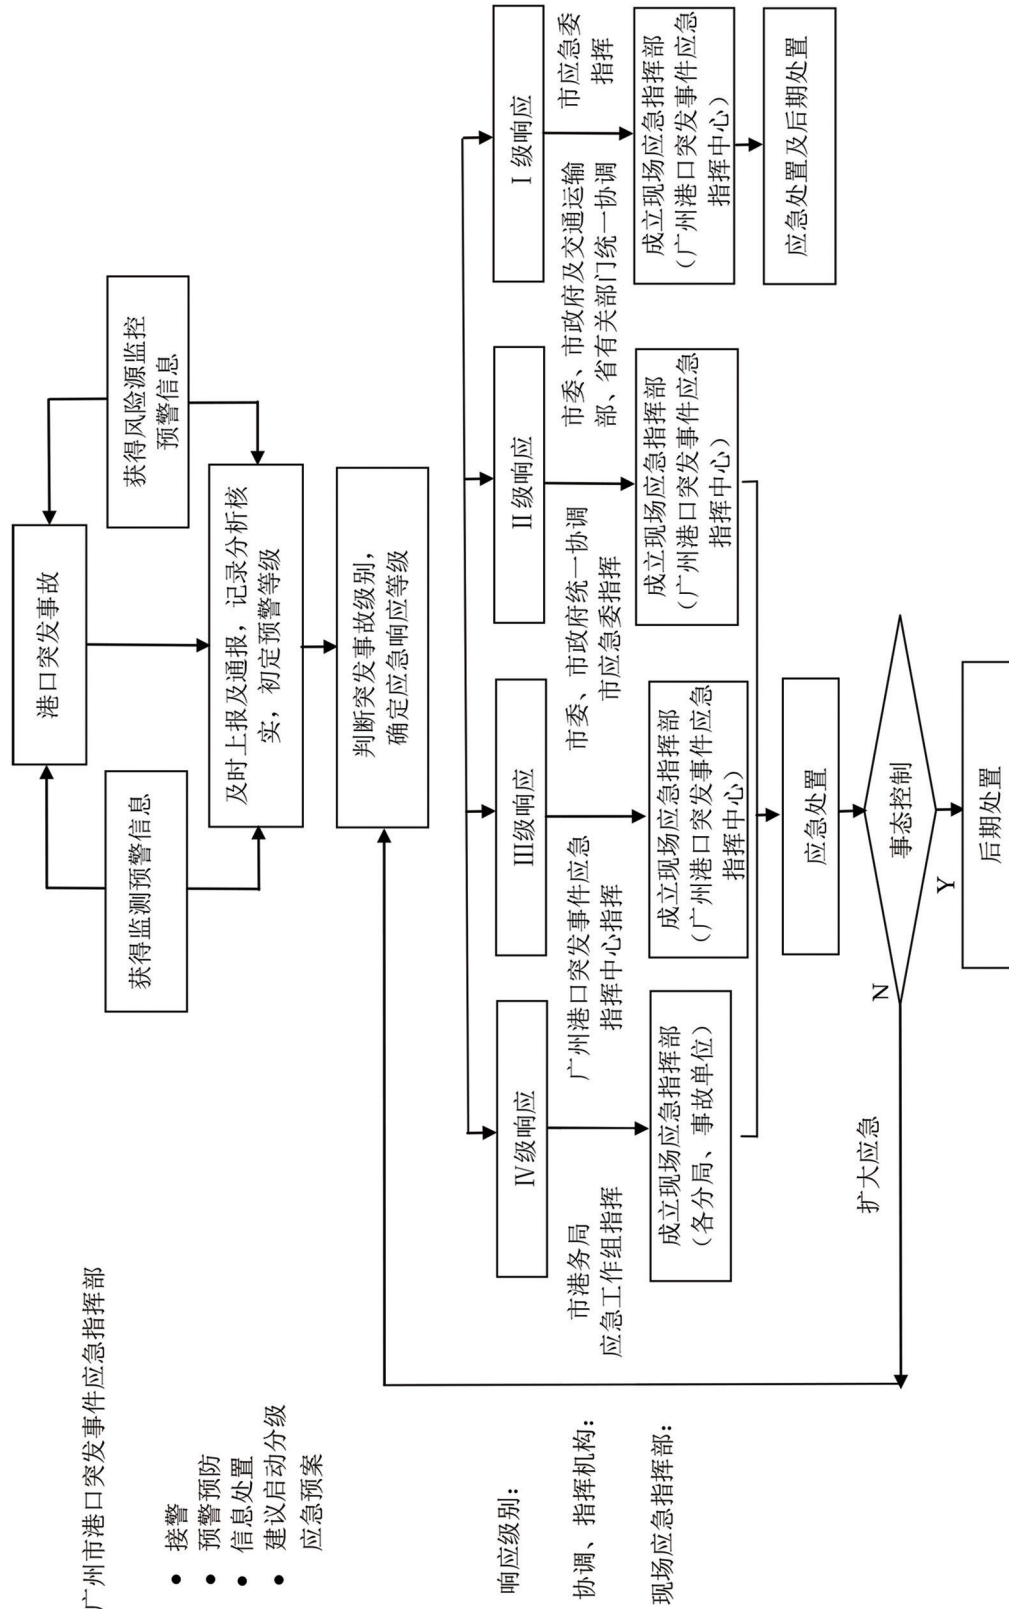 广州市港口突发事件应急指挥部
● 接警
● 预警预防
● 信息处置
● 建议启动分级
应急预案
港口突发事故
获得监测预警信息
获得风险源监控
预警信息
及时上报及通报，记录分析核
实，初定预警等级
判断突发事故级别，
确定应急响应等级
响应级别：
Ⅳ级响应
Ⅲ级响应
Ⅱ级响应
Ⅰ级响应
协调、指挥机构：
市港务局
应急工作组指挥
广州港口突发事件应急
指挥中心指挥
市委、市政府统一协调
市应急委指挥
市委、市政府及交通运输
部、省有关部门统一协调
市应急委
指挥
现场应急指挥部：
成立现场应急指挥部
（各分局、事故单位）
成立现场应急指挥部
（广州港口突发事件应急
指挥中心）
成立现场应急指挥部
（广州港口突发事件应急
指挥中心）
成立现场应急指挥部
（广州港口突发事件应急
指挥中心）
应急处置
应急处置及后期处置
事态控制
N
Y
扩大应急
后期处置